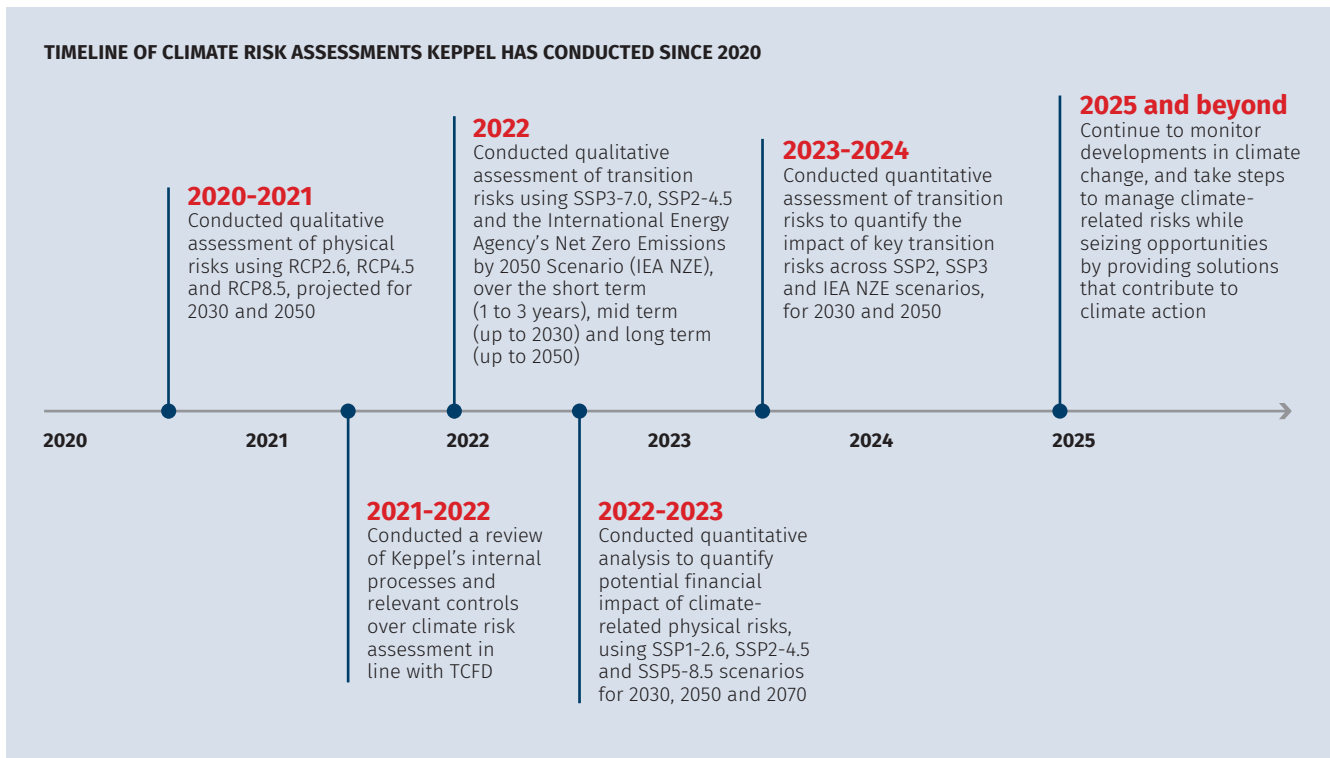 TIMELINE OF CLIMATE RISK ASSESSMENTS KEPPEL HAS CONDUCTED SINCE 2020
2020-2021
Conducted qualitative
assessment of physical
risks using RCP2.6, RCP4.5
and RCP8.5, projected for
2030 and 2050
2022
Conducted qualitative
assessment of transition
risks using SSP3-7.0, SSP2-4.5
and the International Energy
Agency’s Net Zero Emissions
by 2050 Scenario (IEA NZE),
over the short term
(1 to 3 years), mid term
(up to 2030) and long term
(up to 2050)
2023-2024
Conducted quantitative
assessment of transition
risks to quantify the
impact of key transition
risks across SSP2, SSP3
and IEA NZE scenarios,
for 2030 and 2050
2025 and beyond
Continue to monitor
developments in climate
change, and take steps
to manage climate-
related risks while
seizing opportunities
by providing solutions
that contribute to
climate action
2020
2021
2022
2023
2024
2025
2021-2022
Conducted a review
of Keppel’s internal
processes and
relevant controls
over climate risk
assessment in
line with TCFD
2022-2023
Conducted quantitative
analysis to quantify
potential financial
impact of climate-
related physical risks,
using SSP1-2.6, SSP2-4.5
and SSP5-8.5 scenarios
for 2030, 2050 and 2070